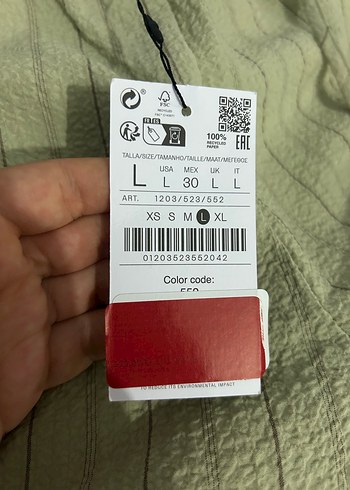 FSC
100%
RECYCLED
PAPER
EAC
TALLA/SIZE/TAMANHO/TAILLE/MAAT/ΜΕΓΕΘΟΣ
L USA L MEX 30 UK L IT L
ART. 1203/523/552
XS S M L XL
01203523552042
Color code:
TO REDUCE ITS ENVIRONMENTAL IMPACT